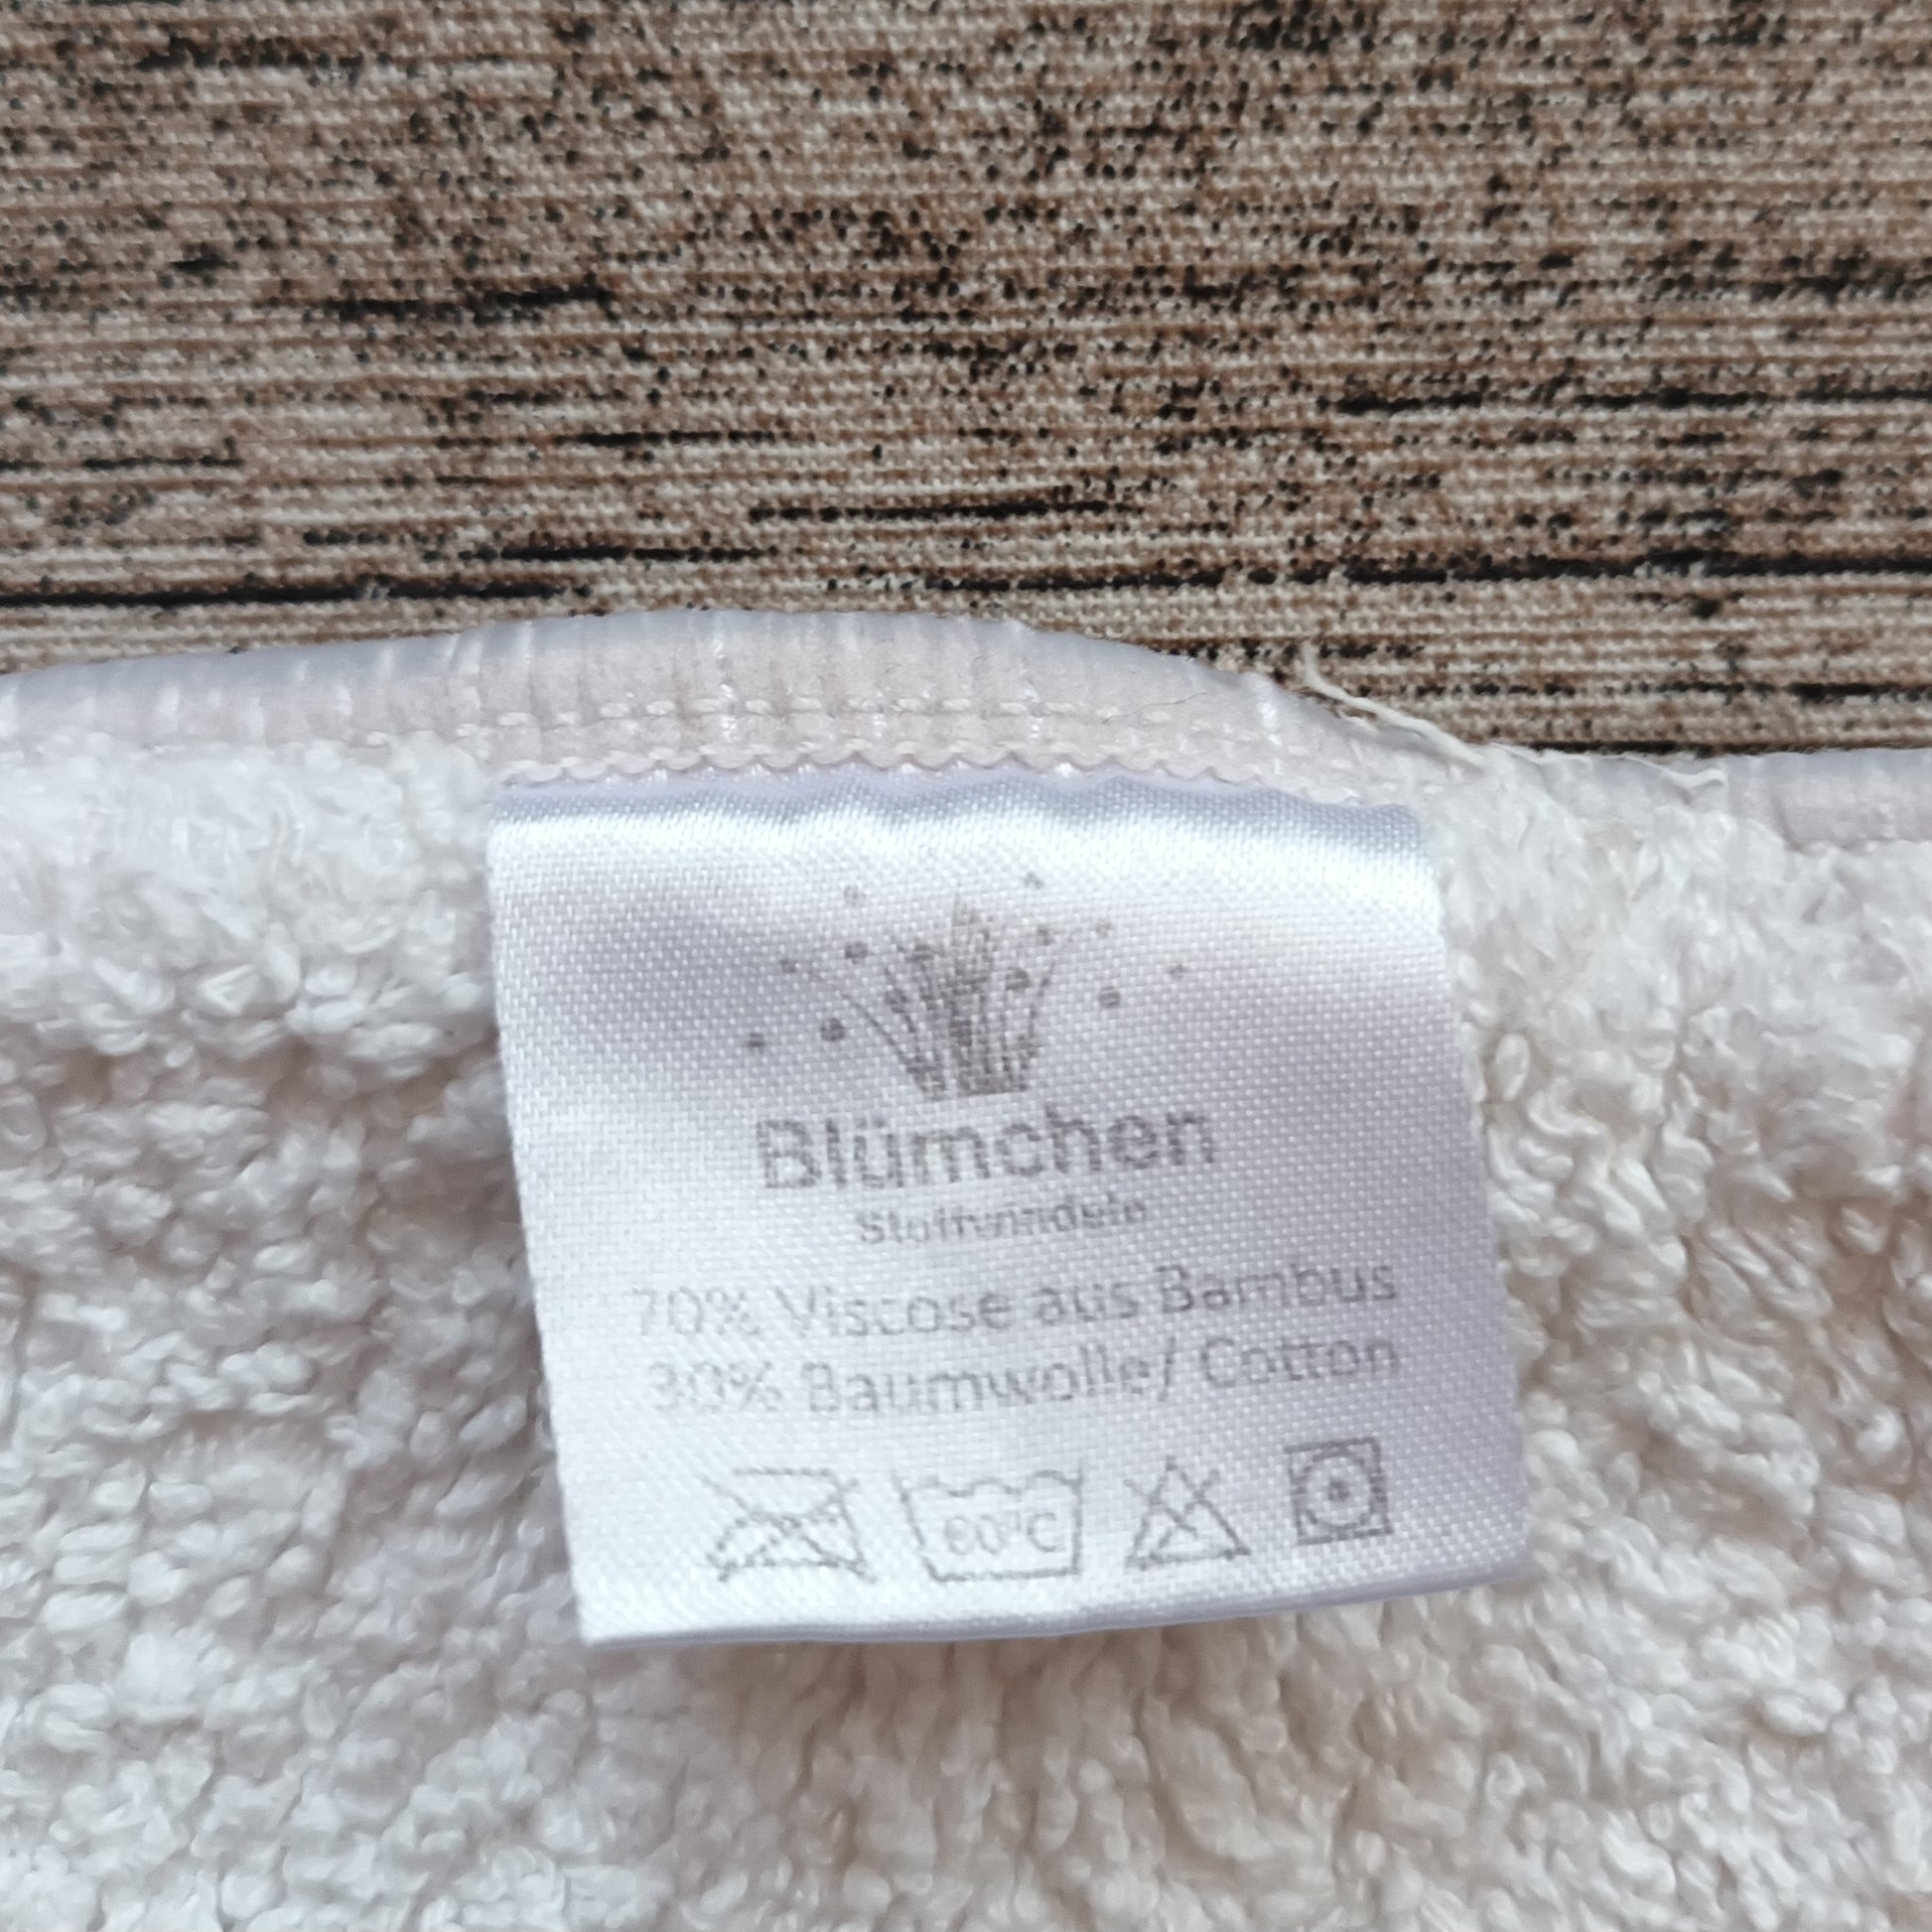 Blümchen
Stoffwindeln
70% Viscose aus Bambus
30% Baumwolle/ Cotton
60°C